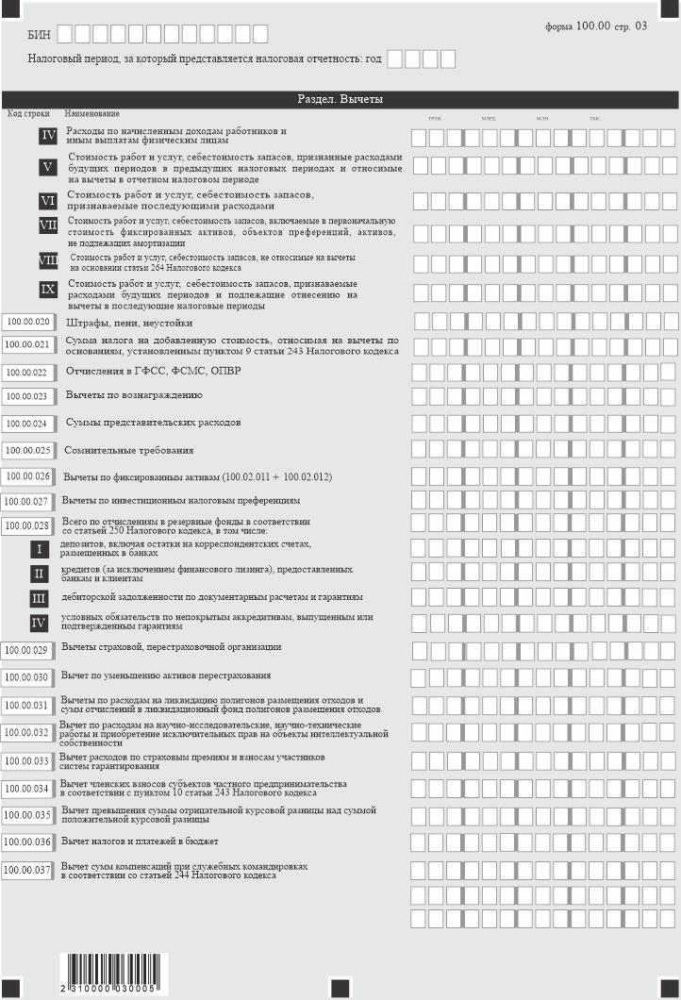 форма 100.00 стр. 03
БИН
Налоговый период, за который представляется налоговая отчетность: год
Раздел. Вычеты
Код строки Наименование
трлн. млрд. млн. тыс.
IV Расходы по начисленным доходам работников и
иным выплатам физическим лицам
V Стоимость работ и услуг, себестоимость запасов, признанные расходами
будущих периодов в предыдущих налоговых периодах и относимые
на вычеты в отчетном налоговом периоде
VI Стоимость работ и услуг, себестоимость запасов,
признаваемые последующими расходами
VII Стоимость работ и услуг, себестоимость запасов, включаемые в первоначальную
стоимость фиксированных активов, объектов преференций, активов,
не подлежащих амортизации
VIII Стоимость работ и услуг, себестоимость запасов, не относимые на вычеты
на основании статьи 264 Налогового кодекса
IX Стоимость работ и услуг, себестоимость запасов, признаваемые
расходами будущих периодов и подлежащие отнесению на
вычеты в последующие налоговые периоды
100.00.020 Штрафы, пени, неустойки
100.00.021 Сумма налога на добавленную стоимость, относимая на вычеты по
основаниям, установленным пунктом 9 статьи 243 Налогового кодекса
100.00.022 Отчисления в ГФСС, ФСМС, ОПВР
100.00.023 Вычеты по вознаграждению
100.00.024 Суммы представительских расходов
100.00.025 Сомнительные требования
100.00.026 Вычеты по фиксированным активам (100.02.011 + 100.02.012)
100.00.027 Вычеты по инвестиционным налоговым преференциям
100.00.028 Всего по отчислениям в резервные фонды в соответствии
со статьей 250 Налогового кодекса, в том числе:
I депозитов, включая остатки на корреспондентских счетах,
размещенных в банках
II кредитов (за исключением финансового лизинга), предоставленных
банкам и клиентам
III дебиторской задолженности по документарным расчетам и гарантиям
IV условных обязательств по непокрытым аккредитивам, выпущенным или
подтвержденным гарантиям
100.00.029 Вычеты страховой, перестраховочной организации
100.00.030 Вычет по уменьшению активов перестрахования
100.00.031 Вычеты по расходам на ликвидацию полигонов размещения отходов и
сумм отчислений в ликвидационный фонд полигонов размещения отходов
100.00.032 Вычет по расходам на научно-исследовательские, научно-технические
работы и приобретение исключительных прав на объекты интеллектуальной
собственности
100.00.033 Вычет расходов по страховым премиям и взносам участников
систем гарантирования
100.00.034 Вычет членских взносов субъектов частного предпринимательства
в соответствии с пунктом 10 статьи 243 Налогового кодекса
100.00.035 Вычет превышения суммы отрицательной курсовой разницы над суммой
положительной курсовой разницы
100.00.036 Вычет налогов и платежей в бюджет
100.00.037 Вычет сумм компенсаций при служебных командировках
в соответствии со статьей 244 Налогового кодекса
2 310000 030005